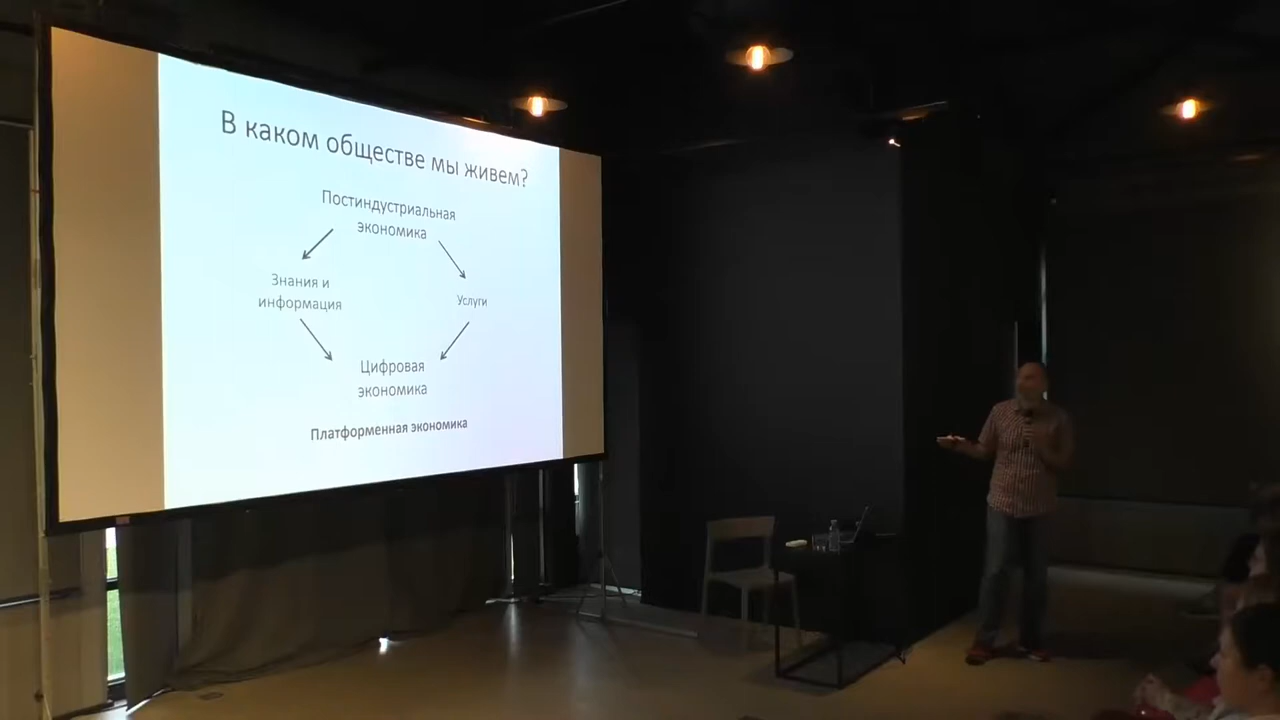 В каком обществе мы живем?
Постиндустриальная
экономика
Знания и
информация
Услуги
Цифровая
экономика
Платформенная экономика